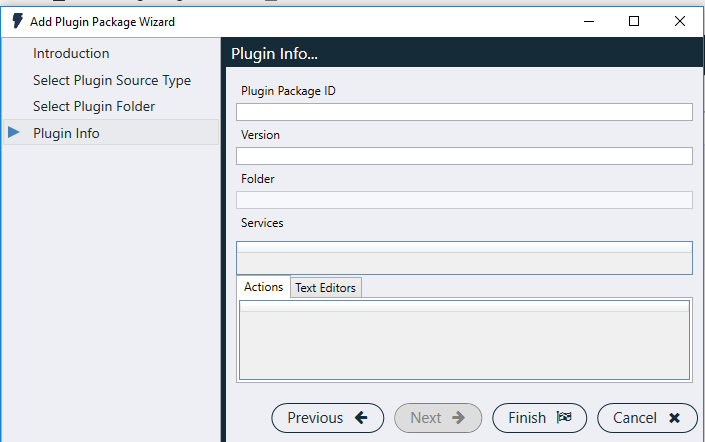 Add Plugin Package Wizard
Introduction
Select Plugin Source Type
Select Plugin Folder
Plugin Info
Plugin Info...
Plugin Package ID
Version
Folder
Services
Actions
Text Editors
Previous
Next
Finish
Cancel